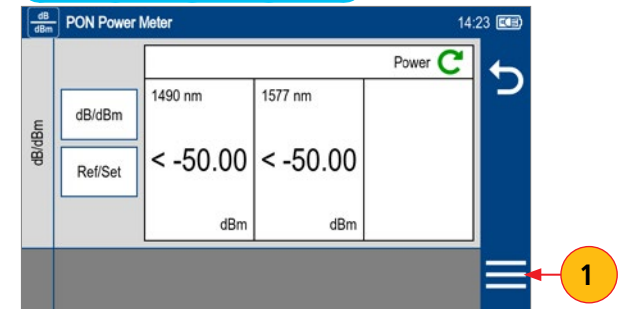 dB
dBm
PON Power Meter
14:23
dB/dBm
dB/dBm
Ref/Set
Power
1490 nm
1577 nm
< -50.00
< -50.00
dBm
dBm
1